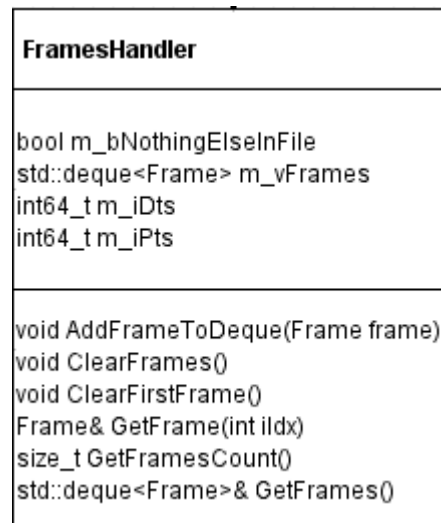 FramesHandler
bool m_bNothingElseInFile
std::deque<Frame> m_vFrames
int64_t m_iDts
int64_t m_iPts
void AddFrameToDeque(Frame frame)
void ClearFrames()
void ClearFirstFrame()
Frame& GetFrame(int iIdx)
size_t GetFramesCount()
std::deque<Frame>& GetFrames()